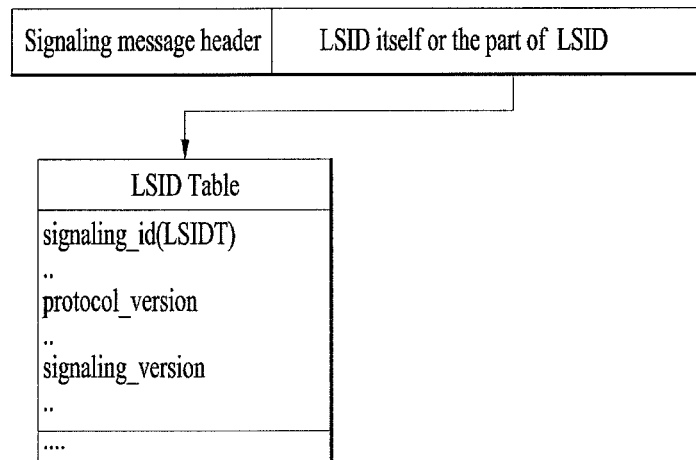 Signaling message header
LSID itself or the part of LSID
LSID Table
signaling_id(LSIDT)
..
protocol_version
..
signaling_version
..
....